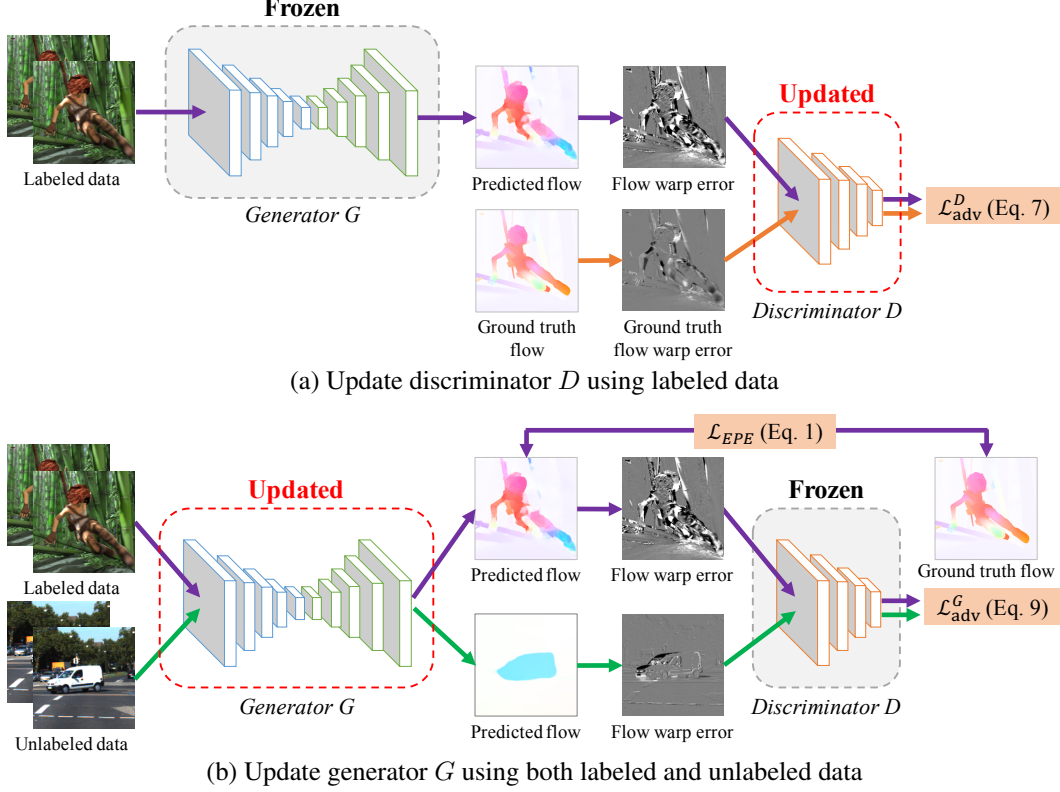 Frozen
Labeled data
Generator G
Predicted flow
Flow warp error
Ground truth
flow
Ground truth
flow warp error
Updated
Discriminator D
ℒ_adv^D (Eq. 7)
(a) Update discriminator D using labeled data
ℒ_EPE (Eq. 1)
Labeled data
Unlabeled data
Updated
Generator G
Predicted flow
Flow warp error
Predicted flow
Flow warp error
Frozen
Discriminator D
Ground truth flow
ℒ_adv^G (Eq. 9)
(b) Update generator G using both labeled and unlabeled data